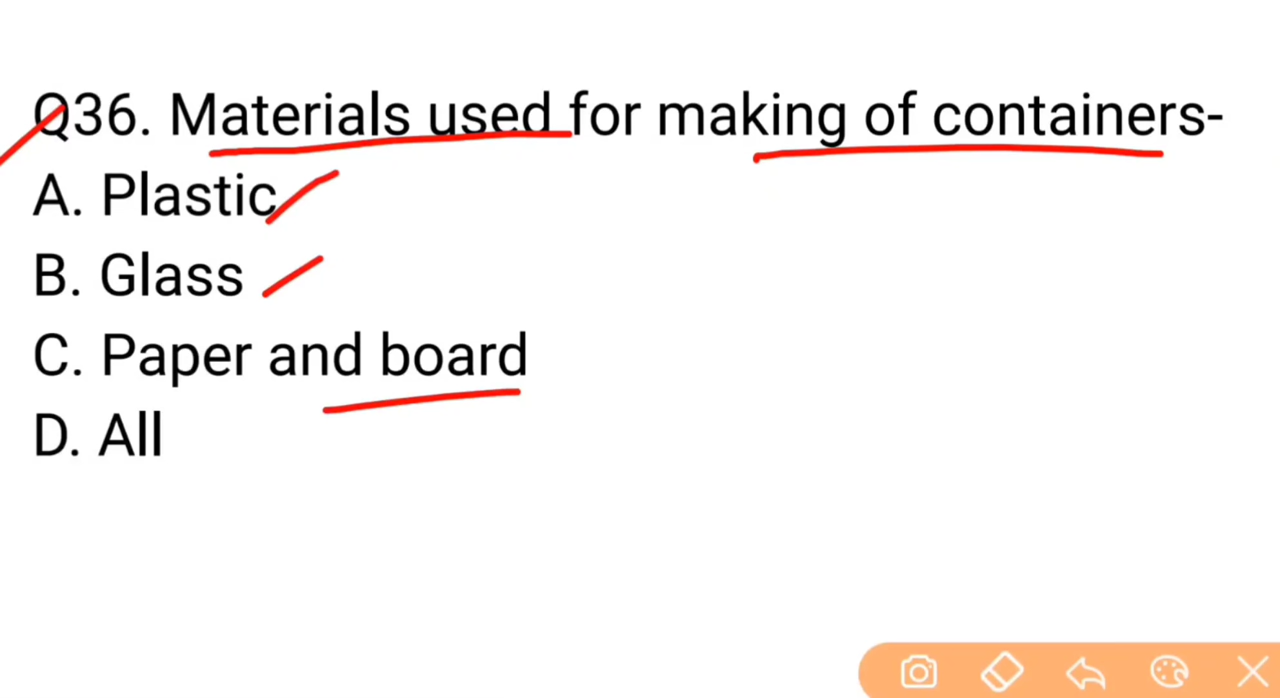 Q36. Materials used for making of containers-
A. Plastic
B. Glass
C. Paper and board
D. All